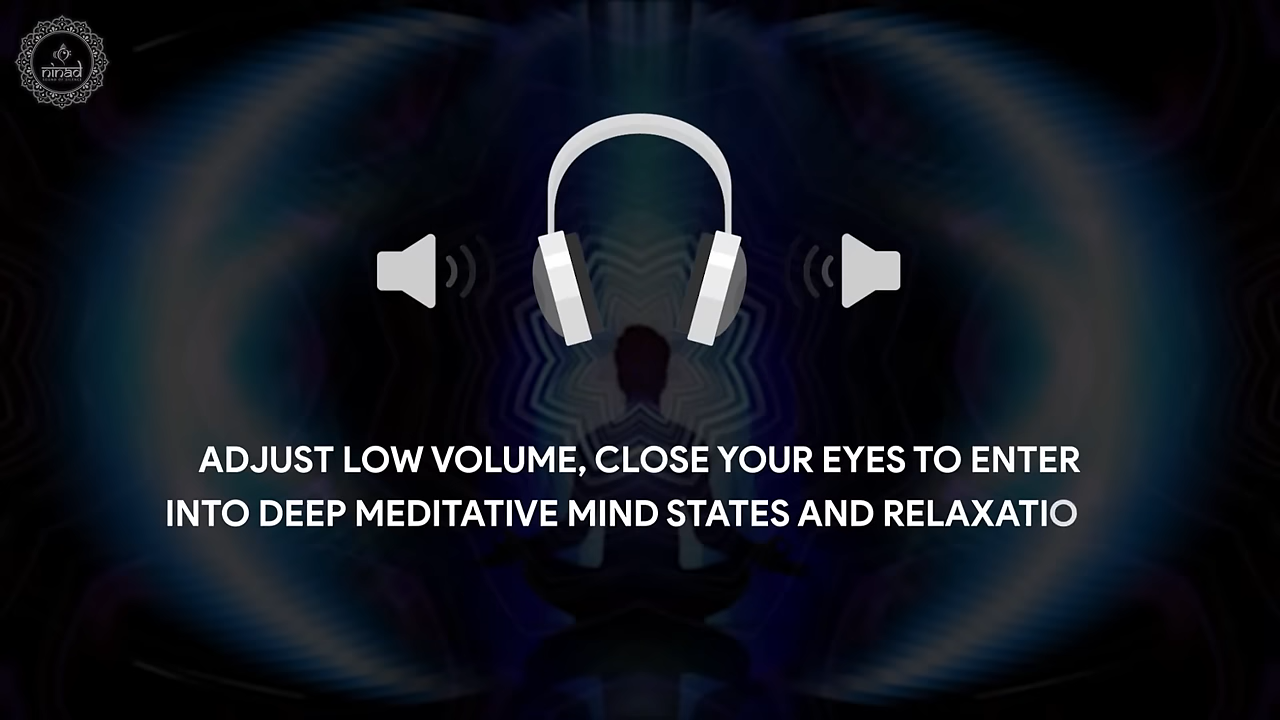 ninad
ADJUST LOW VOLUME, CLOSE YOUR EYES TO ENTER
INTO DEEP MEDITATIVE MIND STATES AND RELAXATIO